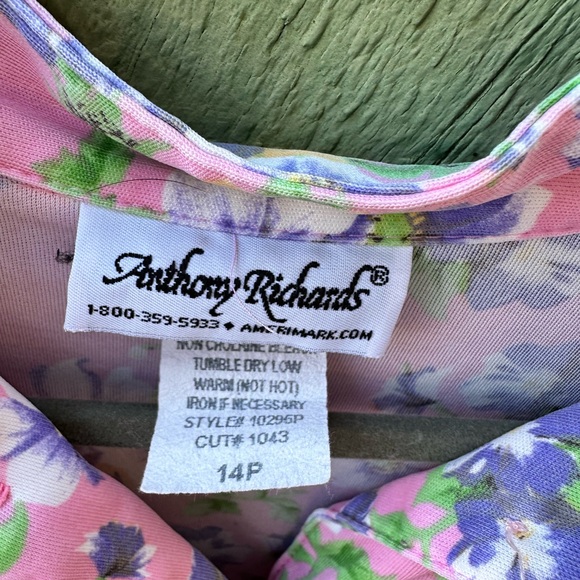 Anthony Richards®
1-800-359-5933 ♦ AMERIMARK.COM
NON CHLORINE BLEACH
TUMBLE DRY LOW
WARM (NOT HOT)
IRON IF NECESSARY
STYLE# 10296P
CUT# 1043
14P